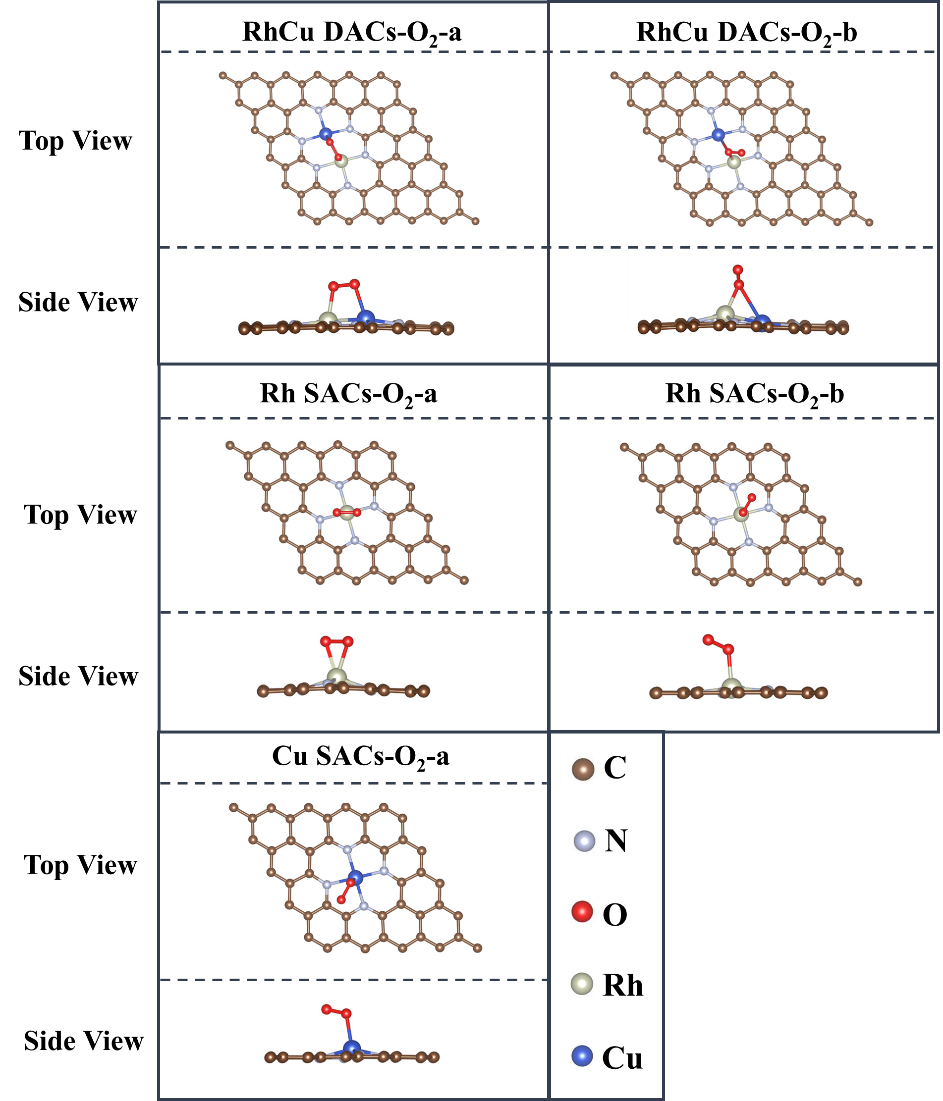 RhCu DACs-O₂-a
RhCu DACs-O₂-b
Top View
Side View
Rh SACs-O₂-a
Rh SACs-O₂-b
Top View
Side View
Cu SACs-O₂-a
Top View
Side View
C
N
O
Rh
Cu